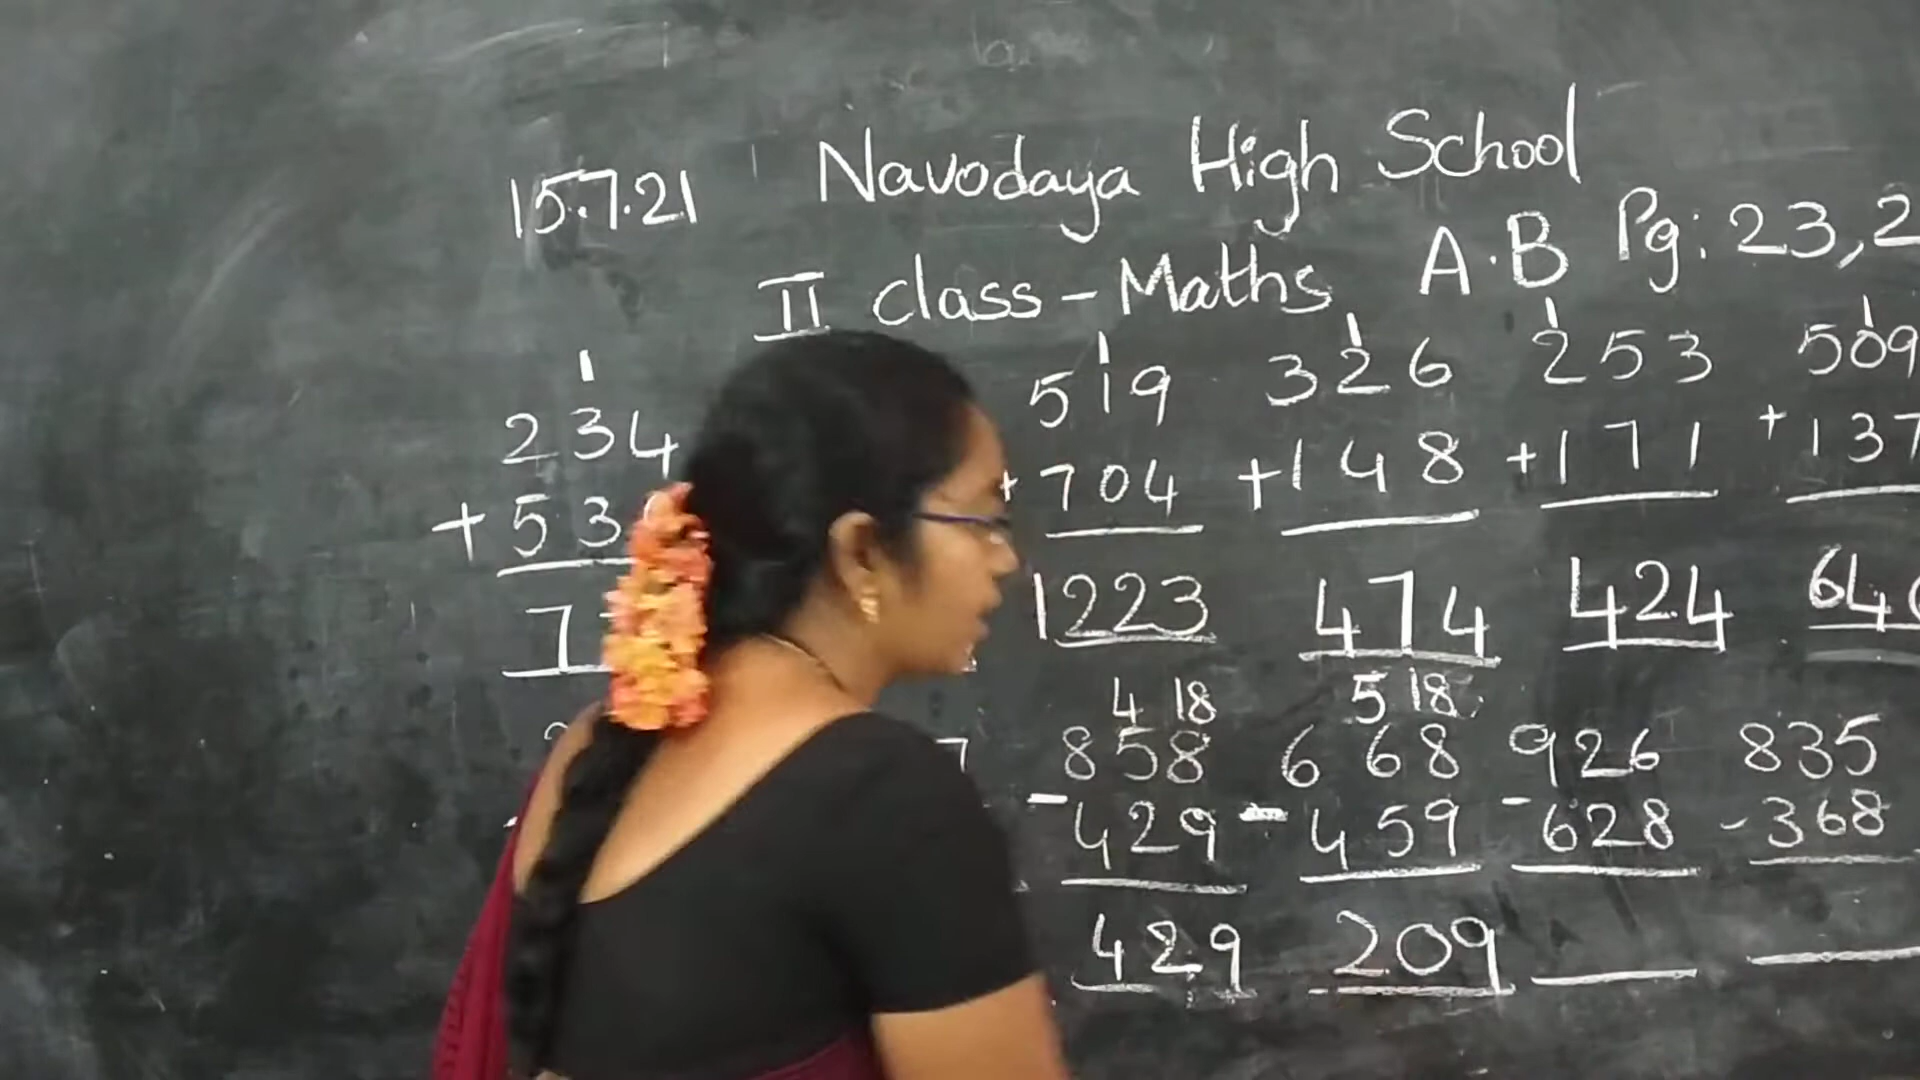 15.7.21 Navodaya High School
II class - Maths A.B Pg: 23, 2
1 1 1 1 1
234 519 326 253 509
+ 53 + 704 + 148 + 171 + 137
7 1223 474 424 64
4 18 5 18
858 668 926 835
- 429 - 459 - 628 - 368
429 209